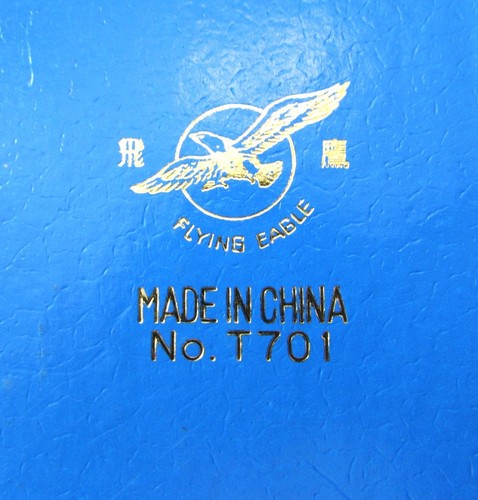 飛鷹
FLYING EAGLE
MADE IN CHINA
No. T701